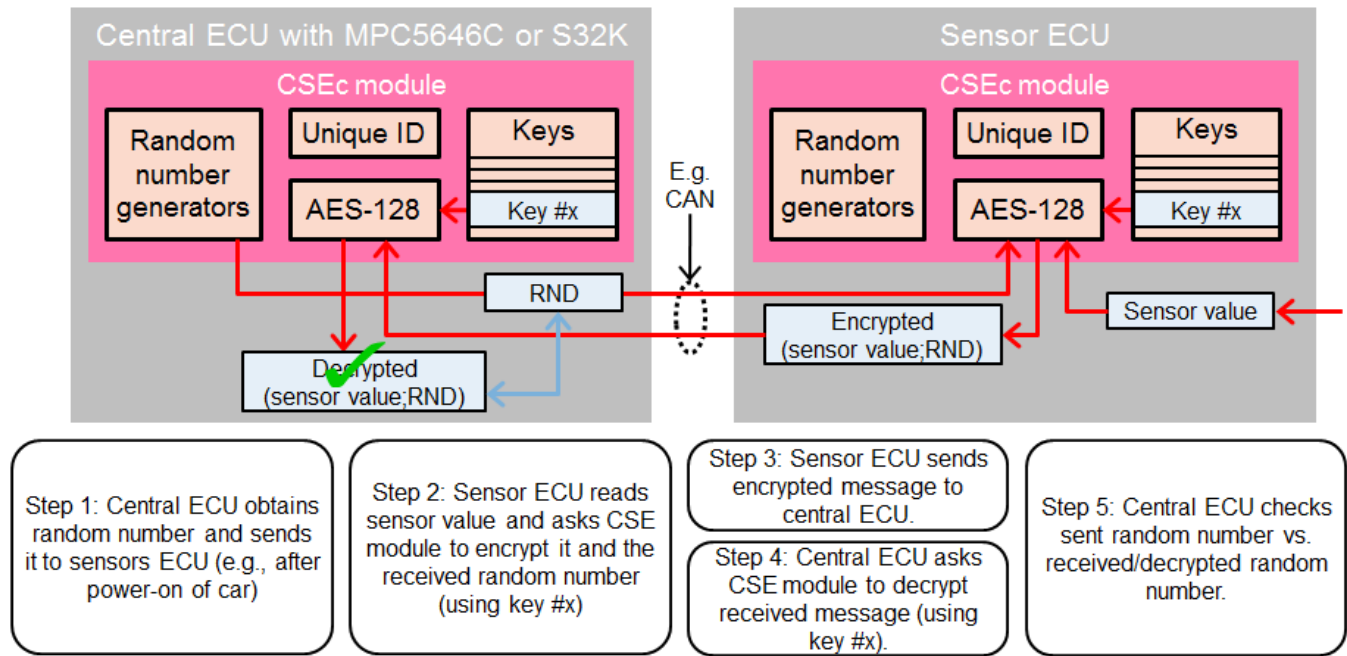 Central ECU with MPC5646C or S32K
CSEc module
Random
number
generators
Unique ID
AES-128
Keys
Key #x
RND
Decrypted
(sensor value;RND)
E.g.
CAN
Sensor ECU
CSEc module
Random
number
generators
Unique ID
AES-128
Keys
Key #x
Encrypted
(sensor value;RND)
Sensor value
Step 1: Central ECU obtains
random number and sends
it to sensors ECU (e.g., after
power-on of car)
Step 2: Sensor ECU reads
sensor value and asks CSE
module to encrypt it and the
received random number
(using key #x)
Step 3: Sensor ECU sends
encrypted message to
central ECU.
Step 4: Central ECU asks
CSE module to decrypt
received message (using
key #x).
Step 5: Central ECU checks
sent random number vs.
received/decrypted random
number.